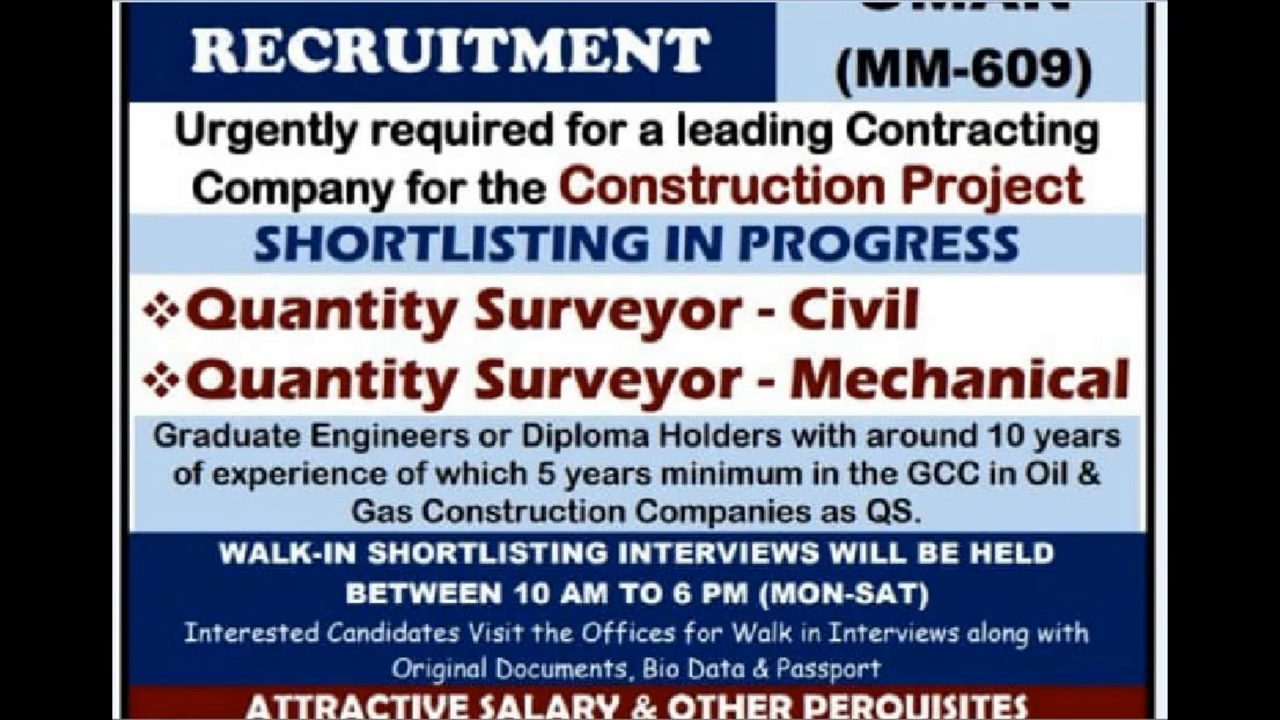 RECRUITMENT
OMAN
(MM-609)
Urgently required for a leading Contracting
Company for the Construction Project
SHORTLISTING IN PROGRESS
❖Quantity Surveyor - Civil
❖Quantity Surveyor - Mechanical
Graduate Engineers or Diploma Holders with around 10 years
of experience of which 5 years minimum in the GCC in Oil &
Gas Construction Companies as QS.
WALK-IN SHORTLISTING INTERVIEWS WILL BE HELD
BETWEEN 10 AM TO 6 PM (MON-SAT)
Interested Candidates Visit the Offices for Walk in Interviews along with
Original Documents, Bio Data & Passport
ATTRACTIVE SALARY & OTHER PERQUISITES